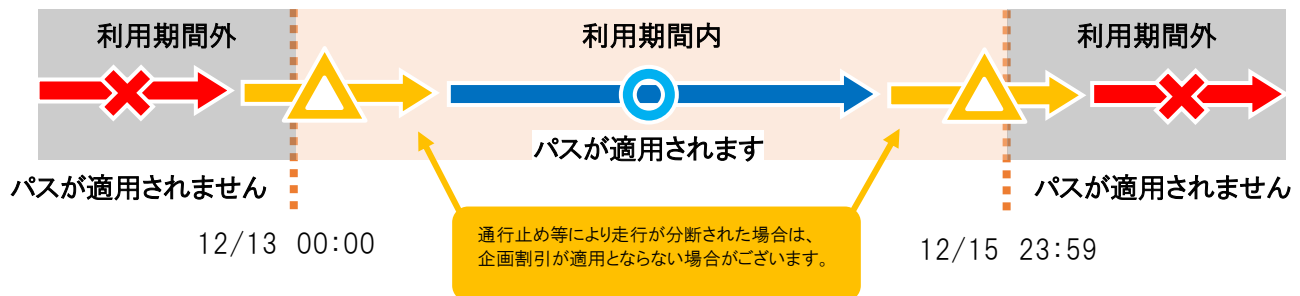 利用期間外
利用期間内
利用期間外
パスが適用されます
パスが適用されません
パスが適用されません
12/13 00:00
通行止め等により走行が分断された場合は、
企画割引が適用とならない場合がございます。
12/15 23:59